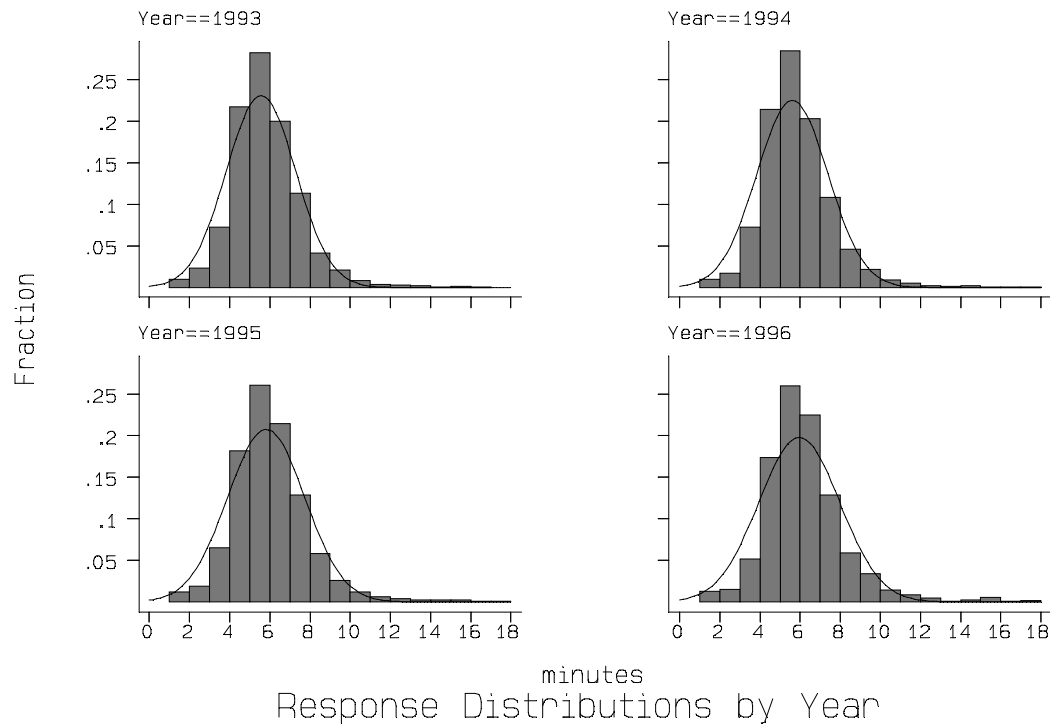 Year==1993
Year==1994
.25
.2
.15
.1
.05
Fraction
Year==1995
Year==1996
.25
.2
.15
.1
.05
0 2 4 6 8 10 12 14 16 18
0 2 4 6 8 10 12 14 16 18
minutes
Response Distributions by Year